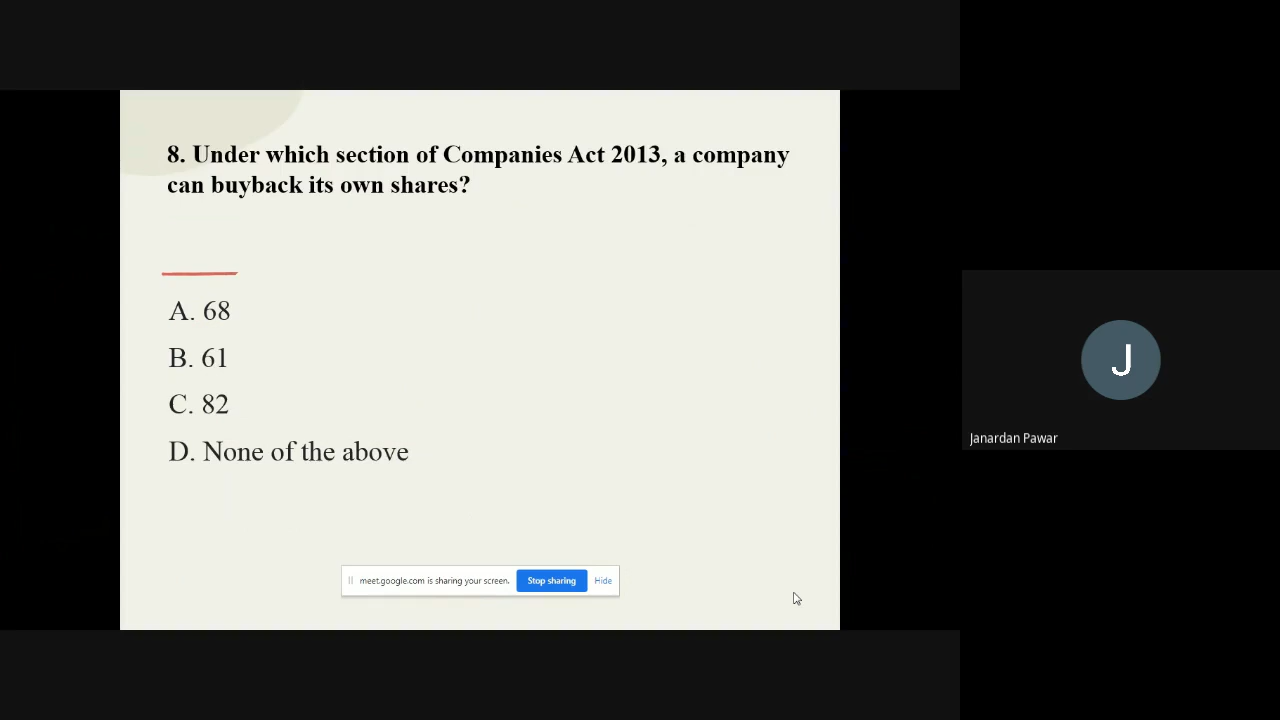 8. Under which section of Companies Act 2013, a company
can buyback its own shares?
A. 68
B. 61
C. 82
D. None of the above
meet.google.com is sharing your screen. Stop sharing Hide
J
Janardan Pawar